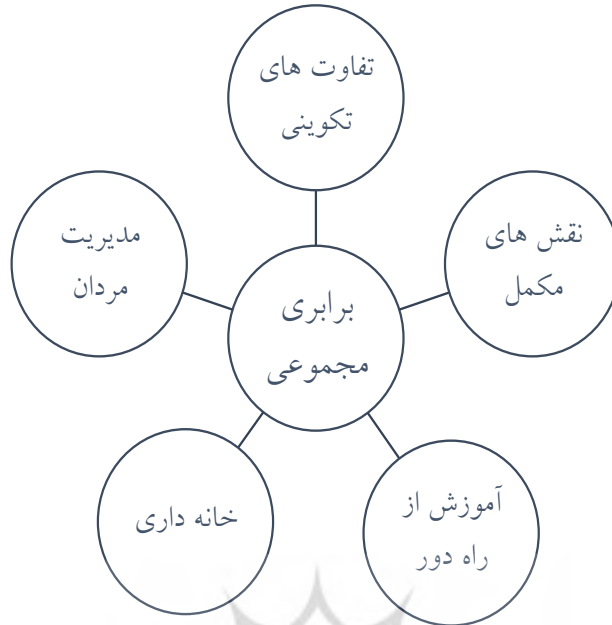 تفاوت های
تکوینی
نقش های
مکمل
مدیریت
مردان
برابری
مجموعی
آموزش از
راه دور
خانه داری